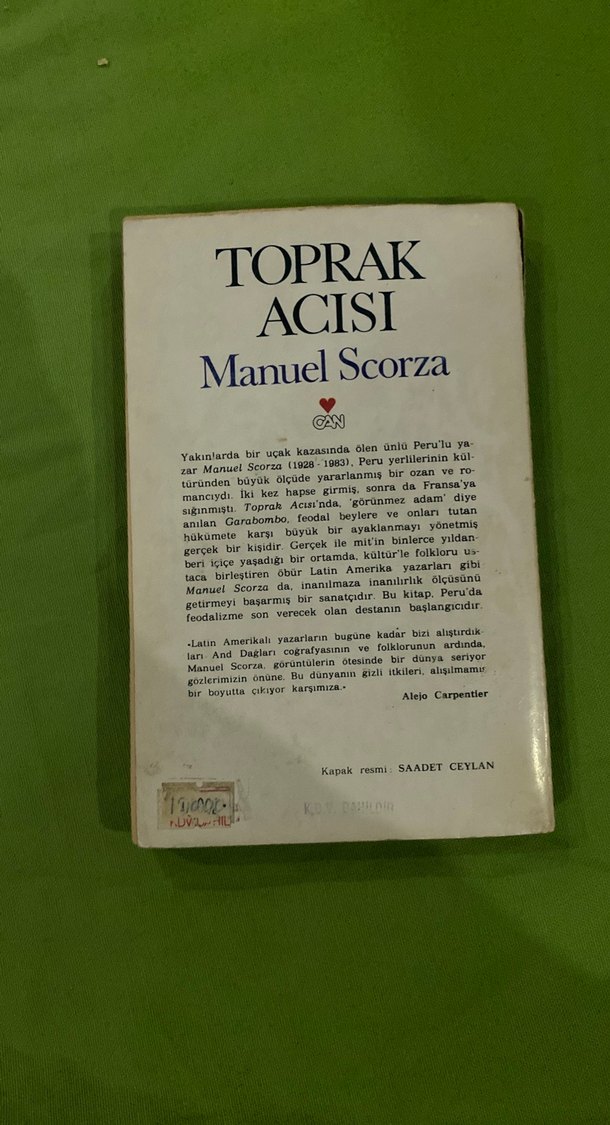 TOPRAK
ACISI
Manuel Scorza
CAN
Yakınlarda bir uçak kazasında ölen ünlü Peru'lu ya-
zar Manuel Scorza (1928 - 1983), Peru yerlilerinin kül-
türünden büyük ölçüde yararlanmış bir ozan ve ro-
mancıydı. İki kez hapse girmiş, sonra da Fransa'ya
sığınmıştı. Toprak Acısı'nda, 'görünmez adam' diye
anılan Garabombo, feodal beylere ve onları tutan
hükümete karşı büyük bir ayaklanmayı yönetmiş
gerçek bir kişidir. Gerçek ile mit'in binlerce yıldan-
beri içiçe yaşadığı bir ortamda, kültür'le folkloru us-
taca birleştiren öbür Latin Amerika yazarları gibi
Manuel Scorza da, inanılmaza inanılırlık ölçüsünü
getirmeyi başarmış bir sanatçıdır. Bu kitap, Peru'da
feodalizme son verecek olan destanın başlangıcıdır.
«Latin Amerikalı yazarların bugüne kadar bizi alıştırdık-
ları And Dağları coğrafyasının ve folklorunun ardında,
Manuel Scorza, görüntülerin ötesinde bir dünya seriyor
gözlerimizin önüne. Bu dünyanın gizli itkileri, alışılmamış
bir boyutta çıkıyor karşımıza.»
Alejo Carpentier
Kapak resmi: SAADET CEYLAN
K.D.V. DAHİLDİR